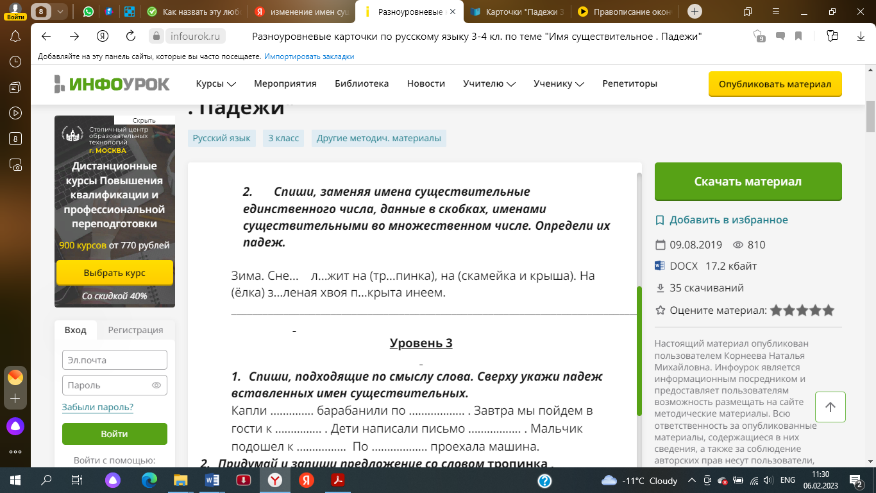 Войти
8
Как назвать эту люб
изменение имен сущ
Разноуровневые
Карточки "Падежи 3
Правописание окон
infourok.ru
Разноуровневые карточки по русскому языку 3-4 кл. по теме "Имя существительное . Падежи"
Добавляйте на эту панель сайты, которые вы часто посещаете. Импортировать закладки
ИНФОУРОК
Курсы
Мероприятия
Библиотека
Новости
Учителю
Ученику
Репетиторы
Опубликовать материал
. Падежи
Русский язык
3 класс
Другие методич. материалы
Скрыть
Столичный центр
образовательных
технологий
г. МОСКВА
Дистанционные
курсы Повышения
квалификации и
профессиональной
переподготовки
900 курсов от 770 рублей
Выбрать курс
Со скидкой 40%
Вход
Регистрация
Эл.почта
Пароль
Забыли пароль?
Войти
Войти с помощью:
2. Спиши, заменяя имена существительные
единственного числа, данные в скобках, именами
существительными во множественном числе. Определи их
падеж.
Зима. Сне… л…жит на (тр…пинка), на (скамейка и крыша). На
(ёлка) з…леная хвоя п…крыта инеем.
Уровень 3
1. Спиши, подходящие по смыслу слова. Сверху укажи падеж
вставленных имен существительных.
Капли ………….. барабанили по …………….. . Завтра мы пойдем в
гости к …………… . Дети написали письмо …………….. . Мальчик
подошел к ……………. По ………………. проехала машина.
2. Придумай и запиши предложение со словом тропинка .
Скачать материал
Добавить в избранное
09.08.2019
810
DOCX 17.2 кбайт
35 скачиваний
Оцените материал:
Настоящий материал опубликован
пользователем Корнеева Наталья
Михайловна. Инфоурок является
информационным посредником и
предоставляет пользователям
возможность размещать на сайте
методические материалы. Всю
ответственность за опубликованные
материалы, содержащиеся в них
сведения, а также за соблюдение
авторских прав несут пользователи,
-11°C Cloudy
ENG
11:30
06.02.2023
2